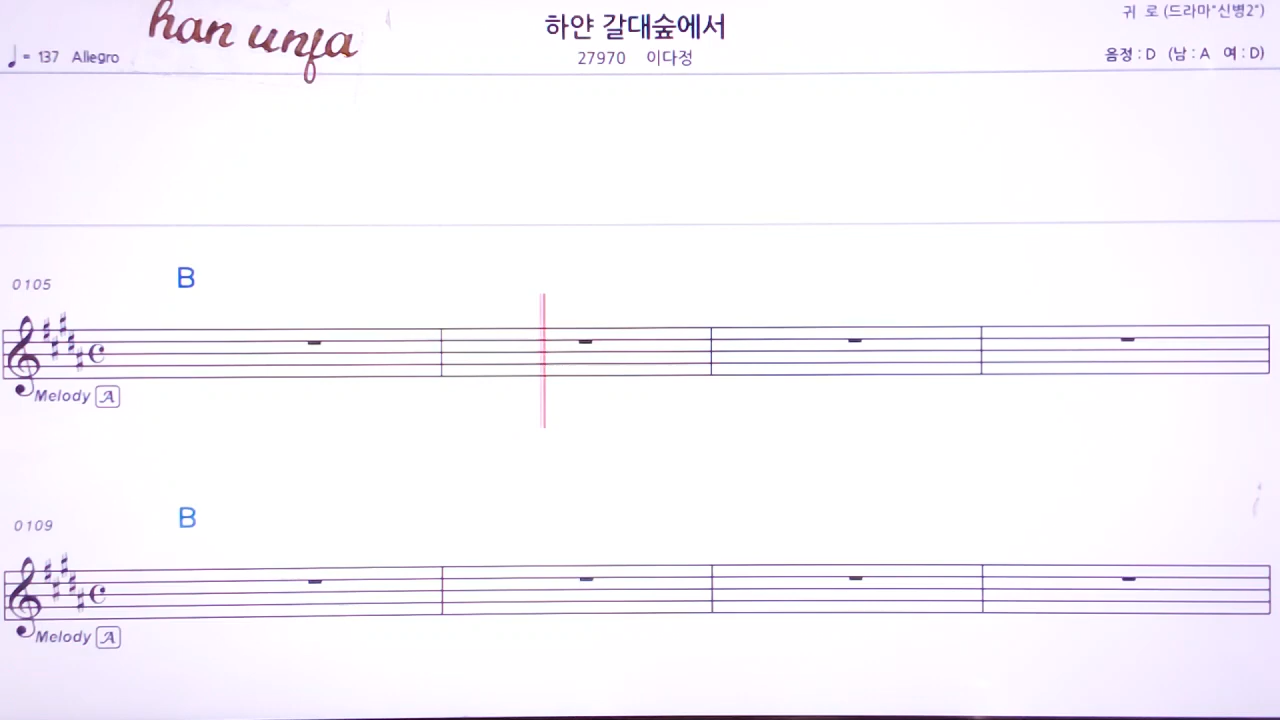 han unja
하얀 갈대숲에서
귀 로 (드라마"신병2")
♩ = 137 Allegro
27970 이다정
음정 : D (남 : A 여 : D)
0105 B
Melody A
0109 B
Melody A